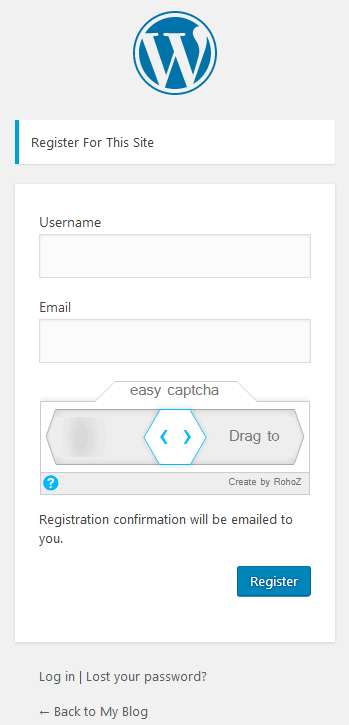 Register For This Site
Username
Email
easy captcha
Drag to
Create by RohoZ
Registration confirmation will be emailed to
you.
Register
Log in | Lost your password?
← Back to My Blog